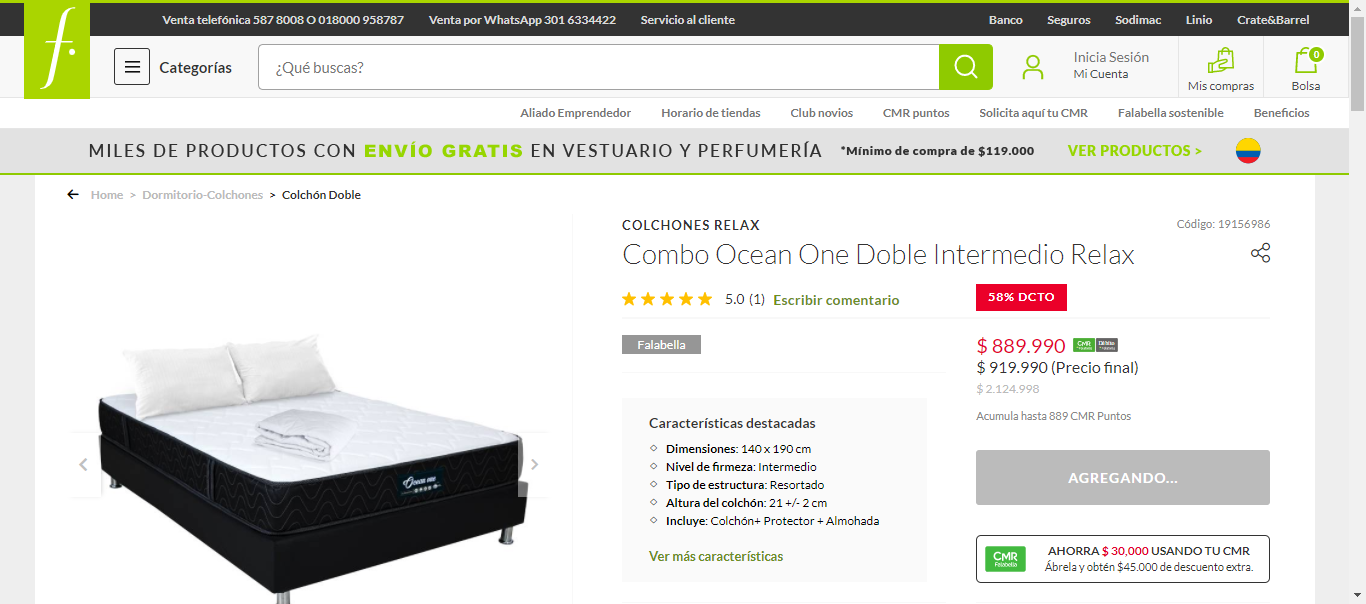 Venta telefónica 587 8008 O 018000 958787 Venta por WhatsApp 301 6334422 Servicio al cliente Banco Seguros Sodimac Linio Crate&Barrel
f.
Categorías ¿Qué buscas? Inicia Sesión
Mi Cuenta
Mis compras
0
Bolsa
Aliado Emprendedor Horario de tiendas Club novios CMR puntos Solicita aquí tu CMR Falabella sostenible Beneficios
MILES DE PRODUCTOS CON ENVÍO GRATIS EN VESTUARIO Y PERFUMERÍA *Mínimo de compra de $119.000 VER PRODUCTOS >
Home > Dormitorio-Colchones > Colchón Doble
COLCHONES RELAX
Código: 19156986
Combo Ocean One Doble Intermedio Relax
5.0 (1) Escribir comentario
58% DCTO
Falabella
$ 889.990 CMR
$ 919.990 (Precio final)
$ 2.124.998
Acumula hasta 889 CMR Puntos
Características destacadas
Dimensiones: 140 x 190 cm
Nivel de firmeza: Intermedio
Tipo de estructura: Resortado
Altura del colchón: 21 +/- 2 cm
Incluye: Colchón+ Protector + Almohada
Ver más características
AGREGANDO...
CMR
Falabella
AHORRA $ 30,000 USANDO TU CMR
Ábrela y obtén $45.000 de descuento extra.
Ocean one